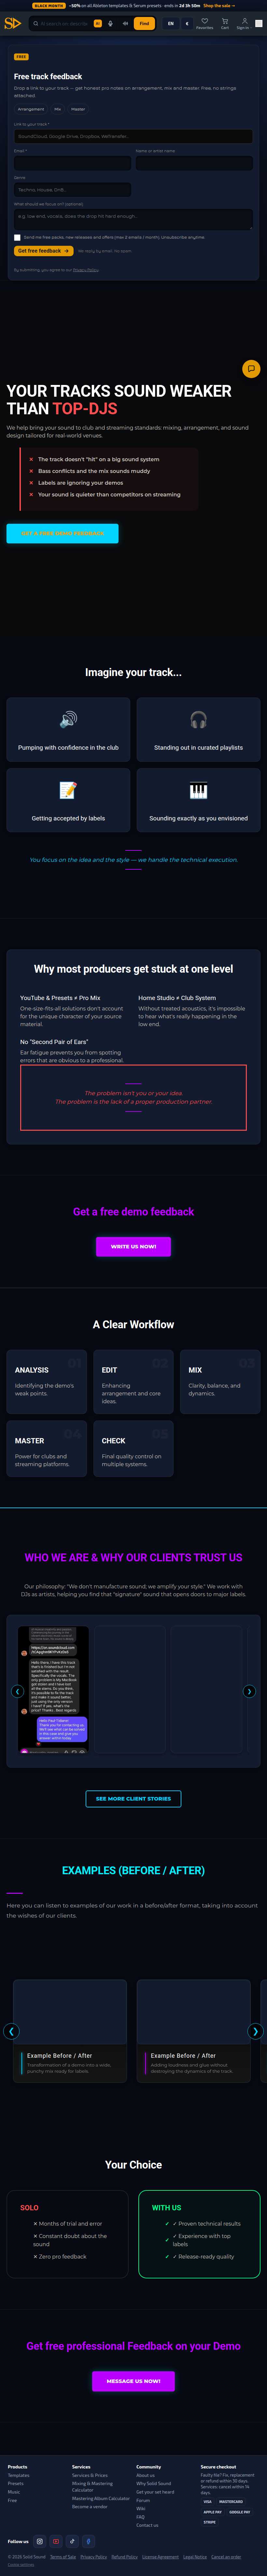 BLACK MONTH −50% on all Ableton templates & Serum presets · ends in 2d 3h 50m Shop the sale →
AI search on describe
AI
Find
EN
€
Favorites
Cart
Sign in
FREE
Free track feedback
Drop a link to your track — get honest pro notes on arrangement, mix and master. Free, no strings attached.
Arrangement
Mix
Master
Link to your track *
SoundCloud, Google Drive, Dropbox, WeTransfer...
Email *
Name or artist name
Genre
Techno, House, DnB...
What should we focus on? (optional)
e.g. low end, vocals, does the drop hit hard enough...
Send me free packs, new releases and offers (max 2 emails / month). Unsubscribe anytime.
Get free feedback →
We reply by email. No spam.
By submitting, you agree to our Privacy Policy.
YOUR TRACKS SOUND WEAKER
THAN TOP-DJS
We help bring your sound to club and streaming standards: mixing, arrangement, and sound
design tailored for real-world venues.
✕ The track doesn't "hit" on a big sound system
✕ Bass conflicts and the mix sounds muddy
✕ Labels are ignoring your demos
✕ Your sound is quieter than competitors on streaming
GET A FREE DEMO FEEDBACK
Imagine your track...
Pumping with confidence in the club
Standing out in curated playlists
Getting accepted by labels
Sounding exactly as you envisioned
You focus on the idea and the style — we handle the technical execution.
Why most producers get stuck at one level
YouTube & Presets ≠ Pro Mix
One-size-fits-all solutions don't account
for the unique character of your source
material.
Home Studio ≠ Club System
Without treated acoustics, it's impossible
to hear what's really happening in the
low end.
No "Second Pair of Ears"
Ear fatigue prevents you from spotting
errors that are obvious to a professional.
The problem isn't you or your idea.
The problem is the lack of a proper production partner.
Get a free demo feedback
WRITE US NOW!
A Clear Workflow
01
ANALYSIS
Identifying the demo's
weak points.
02
EDIT
Enhancing
arrangement and core
ideas.
03
MIX
Clarity, balance, and
dynamics.
04
MASTER
Power for clubs and
streaming platforms.
05
CHECK
Final quality control on
multiple systems.
WHO WE ARE & WHY OUR CLIENTS TRUST US
Our philosophy: "We don't manufacture sound; we amplify your style." We work with
DJs as artists, helping you find that "signature" sound that opens doors to major labels.
❮
❯
SEE MORE CLIENT STORIES
EXAMPLES (BEFORE / AFTER)
Here you can listen to examples of our work in a before/after format, taking into account
the wishes of our clients.
❮
❯
Example Before / After
Transformation of a demo into a wide,
punchy mix ready for labels.
Example Before / After
Adding loudness and glue without
destroying the dynamics of the track.
Your Choice
SOLO
✕ Months of trial and error
✕ Constant doubt about the
sound
✕ Zero pro feedback
WITH US
✓ ✓ Proven technical results
✓ ✓ Experience with top
labels
✓ ✓ Release-ready quality
Get free professional Feedback on your Demo
MESSAGE US NOW!
Products
Templates
Presets
Music
Free
Services
Services & Prices
Mixing & Mastering
Calculator
Mastering Album Calculator
Become a vendor
Community
About us
Why Solid Sound
Get your set heard
Forum
Wiki
FAQ
Contact us
Secure checkout
Faulty file? Fix, replacement
or refund within 30 days.
Services: cancel within 14
days.
VISA
MASTERCARD
APPLE PAY
GOOGLE PAY
STRIPE
Follow us
© 2026 Solid Sound
Terms of Sale
Privacy Policy
Refund Policy
License Agreement
Legal Notice
Cancel an order
Cookie settings